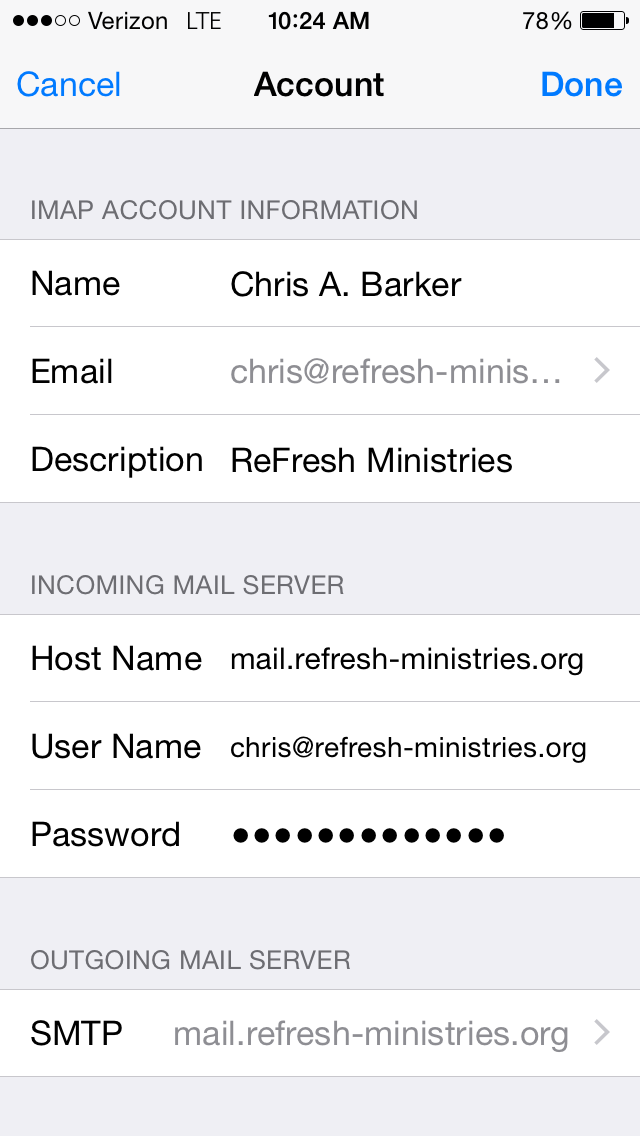 Verizon LTE 10:24 AM 78%
Cancel Account Done
IMAP ACCOUNT INFORMATION
Name Chris A. Barker
Email chris@refresh-minis...
Description ReFresh Ministries
INCOMING MAIL SERVER
Host Name mail.refresh-ministries.org
User Name chris@refresh-ministries.org
Password •••••••••••••
OUTGOING MAIL SERVER
SMTP mail.refresh-ministries.org